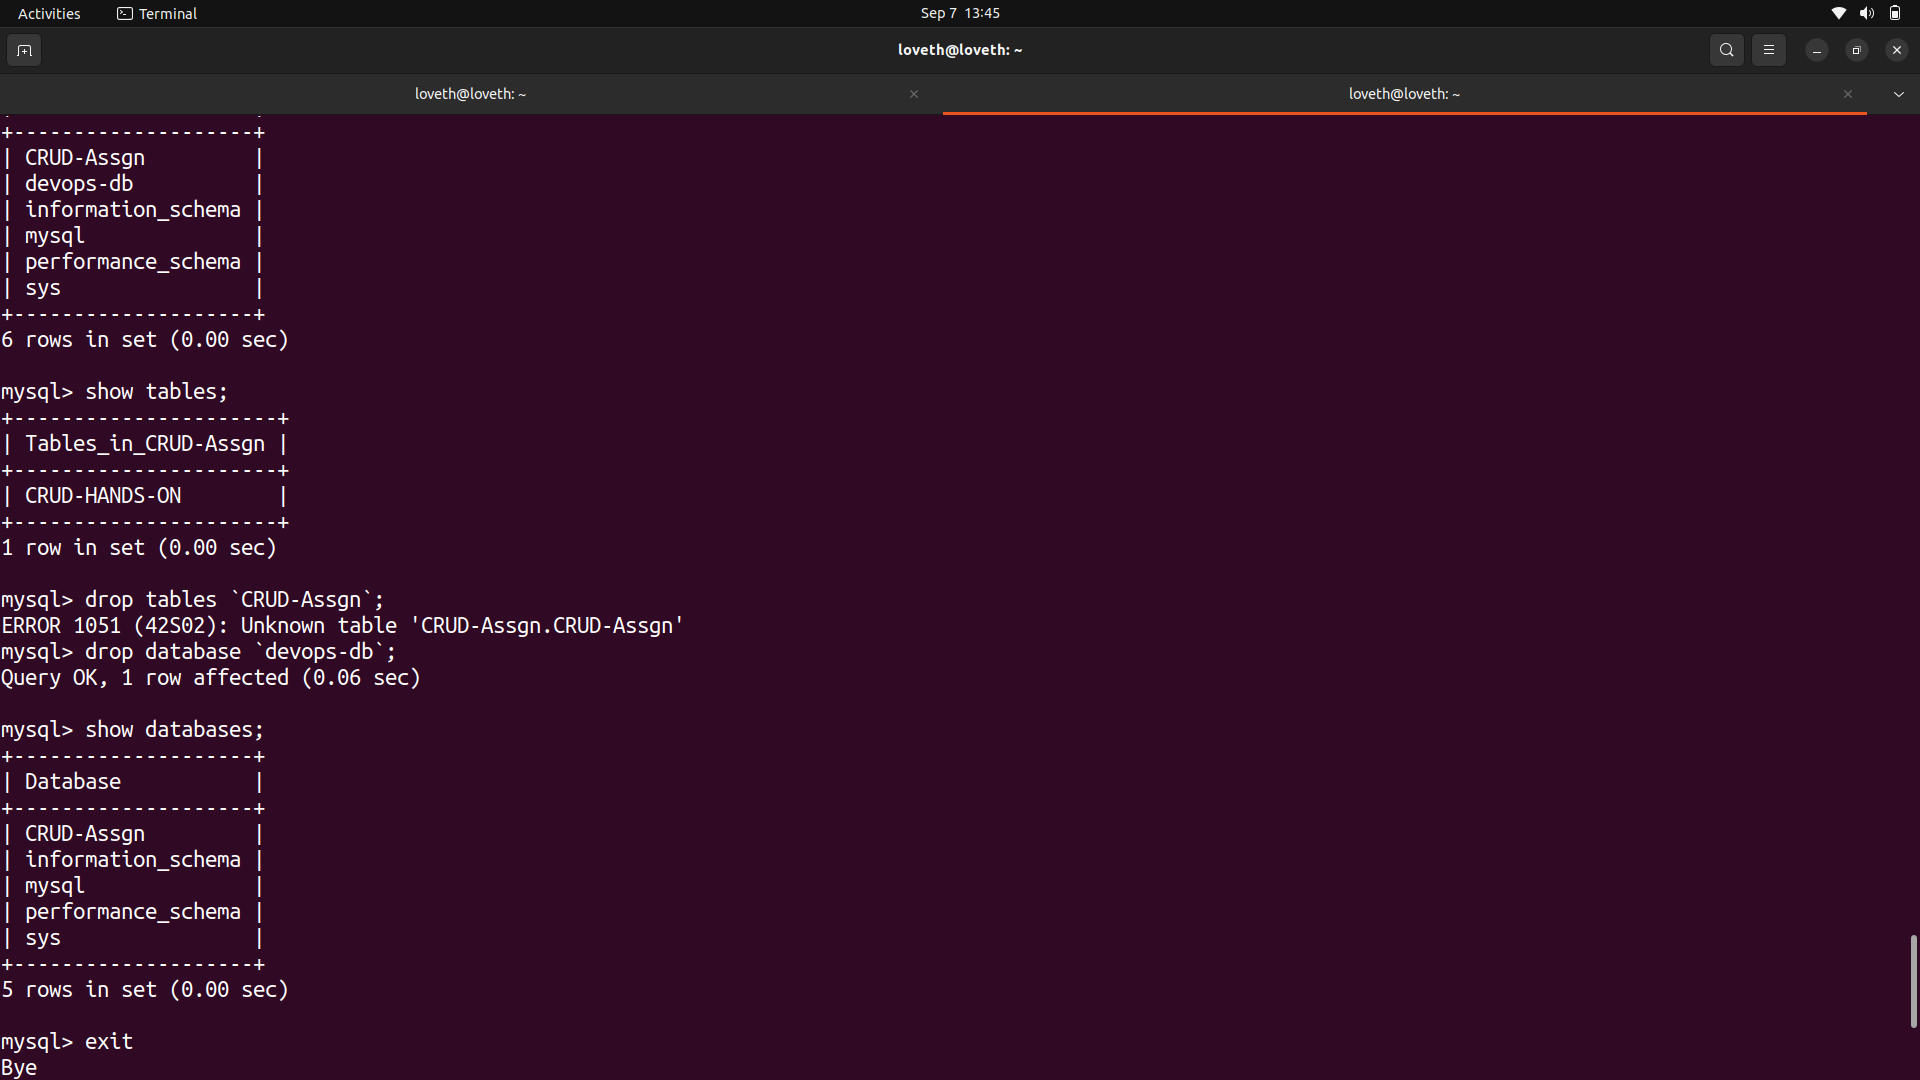 Activities Terminal Sep 7 13:45
loveth@loveth: ~
loveth@loveth: ~ loveth@loveth: ~
+--------------------+
| CRUD-Assgn         |
| devops-db          |
| information_schema |
| mysql              |
| performance_schema |
| sys                |
+--------------------+
6 rows in set (0.00 sec)
mysql> show tables;
+----------------------+
| Tables_in_CRUD-Assgn |
+----------------------+
| CRUD-HANDS-ON        |
+----------------------+
1 row in set (0.00 sec)
mysql> drop tables `CRUD-Assgn`;
ERROR 1051 (42S02): Unknown table 'CRUD-Assgn.CRUD-Assgn'
mysql> drop database `devops-db`;
Query OK, 1 row affected (0.06 sec)
mysql> show databases;
+--------------------+
| Database           |
+--------------------+
| CRUD-Assgn         |
| information_schema |
| mysql              |
| performance_schema |
| sys                |
+--------------------+
5 rows in set (0.00 sec)
mysql> exit
Bye